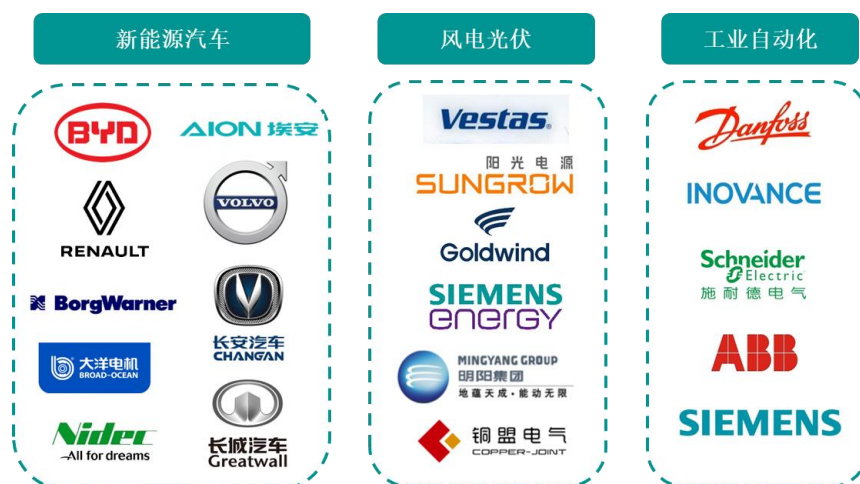 新能源汽车
风电光伏
工业自动化
BYD
AION 埃安
RENAULT
VOLVO
BorgWarner
长安汽车
CHANGAN
大洋电机
BROAD-OCEAN
Nidec
All for dreams
长城汽车
Greatwall
Vestas
阳光电源
SUNGROW
Goldwind
SIEMENS
energy
MINGYANG GROUP
明阳集团
地蕴天成·能动无限
铜盟电气
COPPER-JOINT
Danfoss
INOVANCE
Schneider
Electric
施耐德电气
ABB
SIEMENS